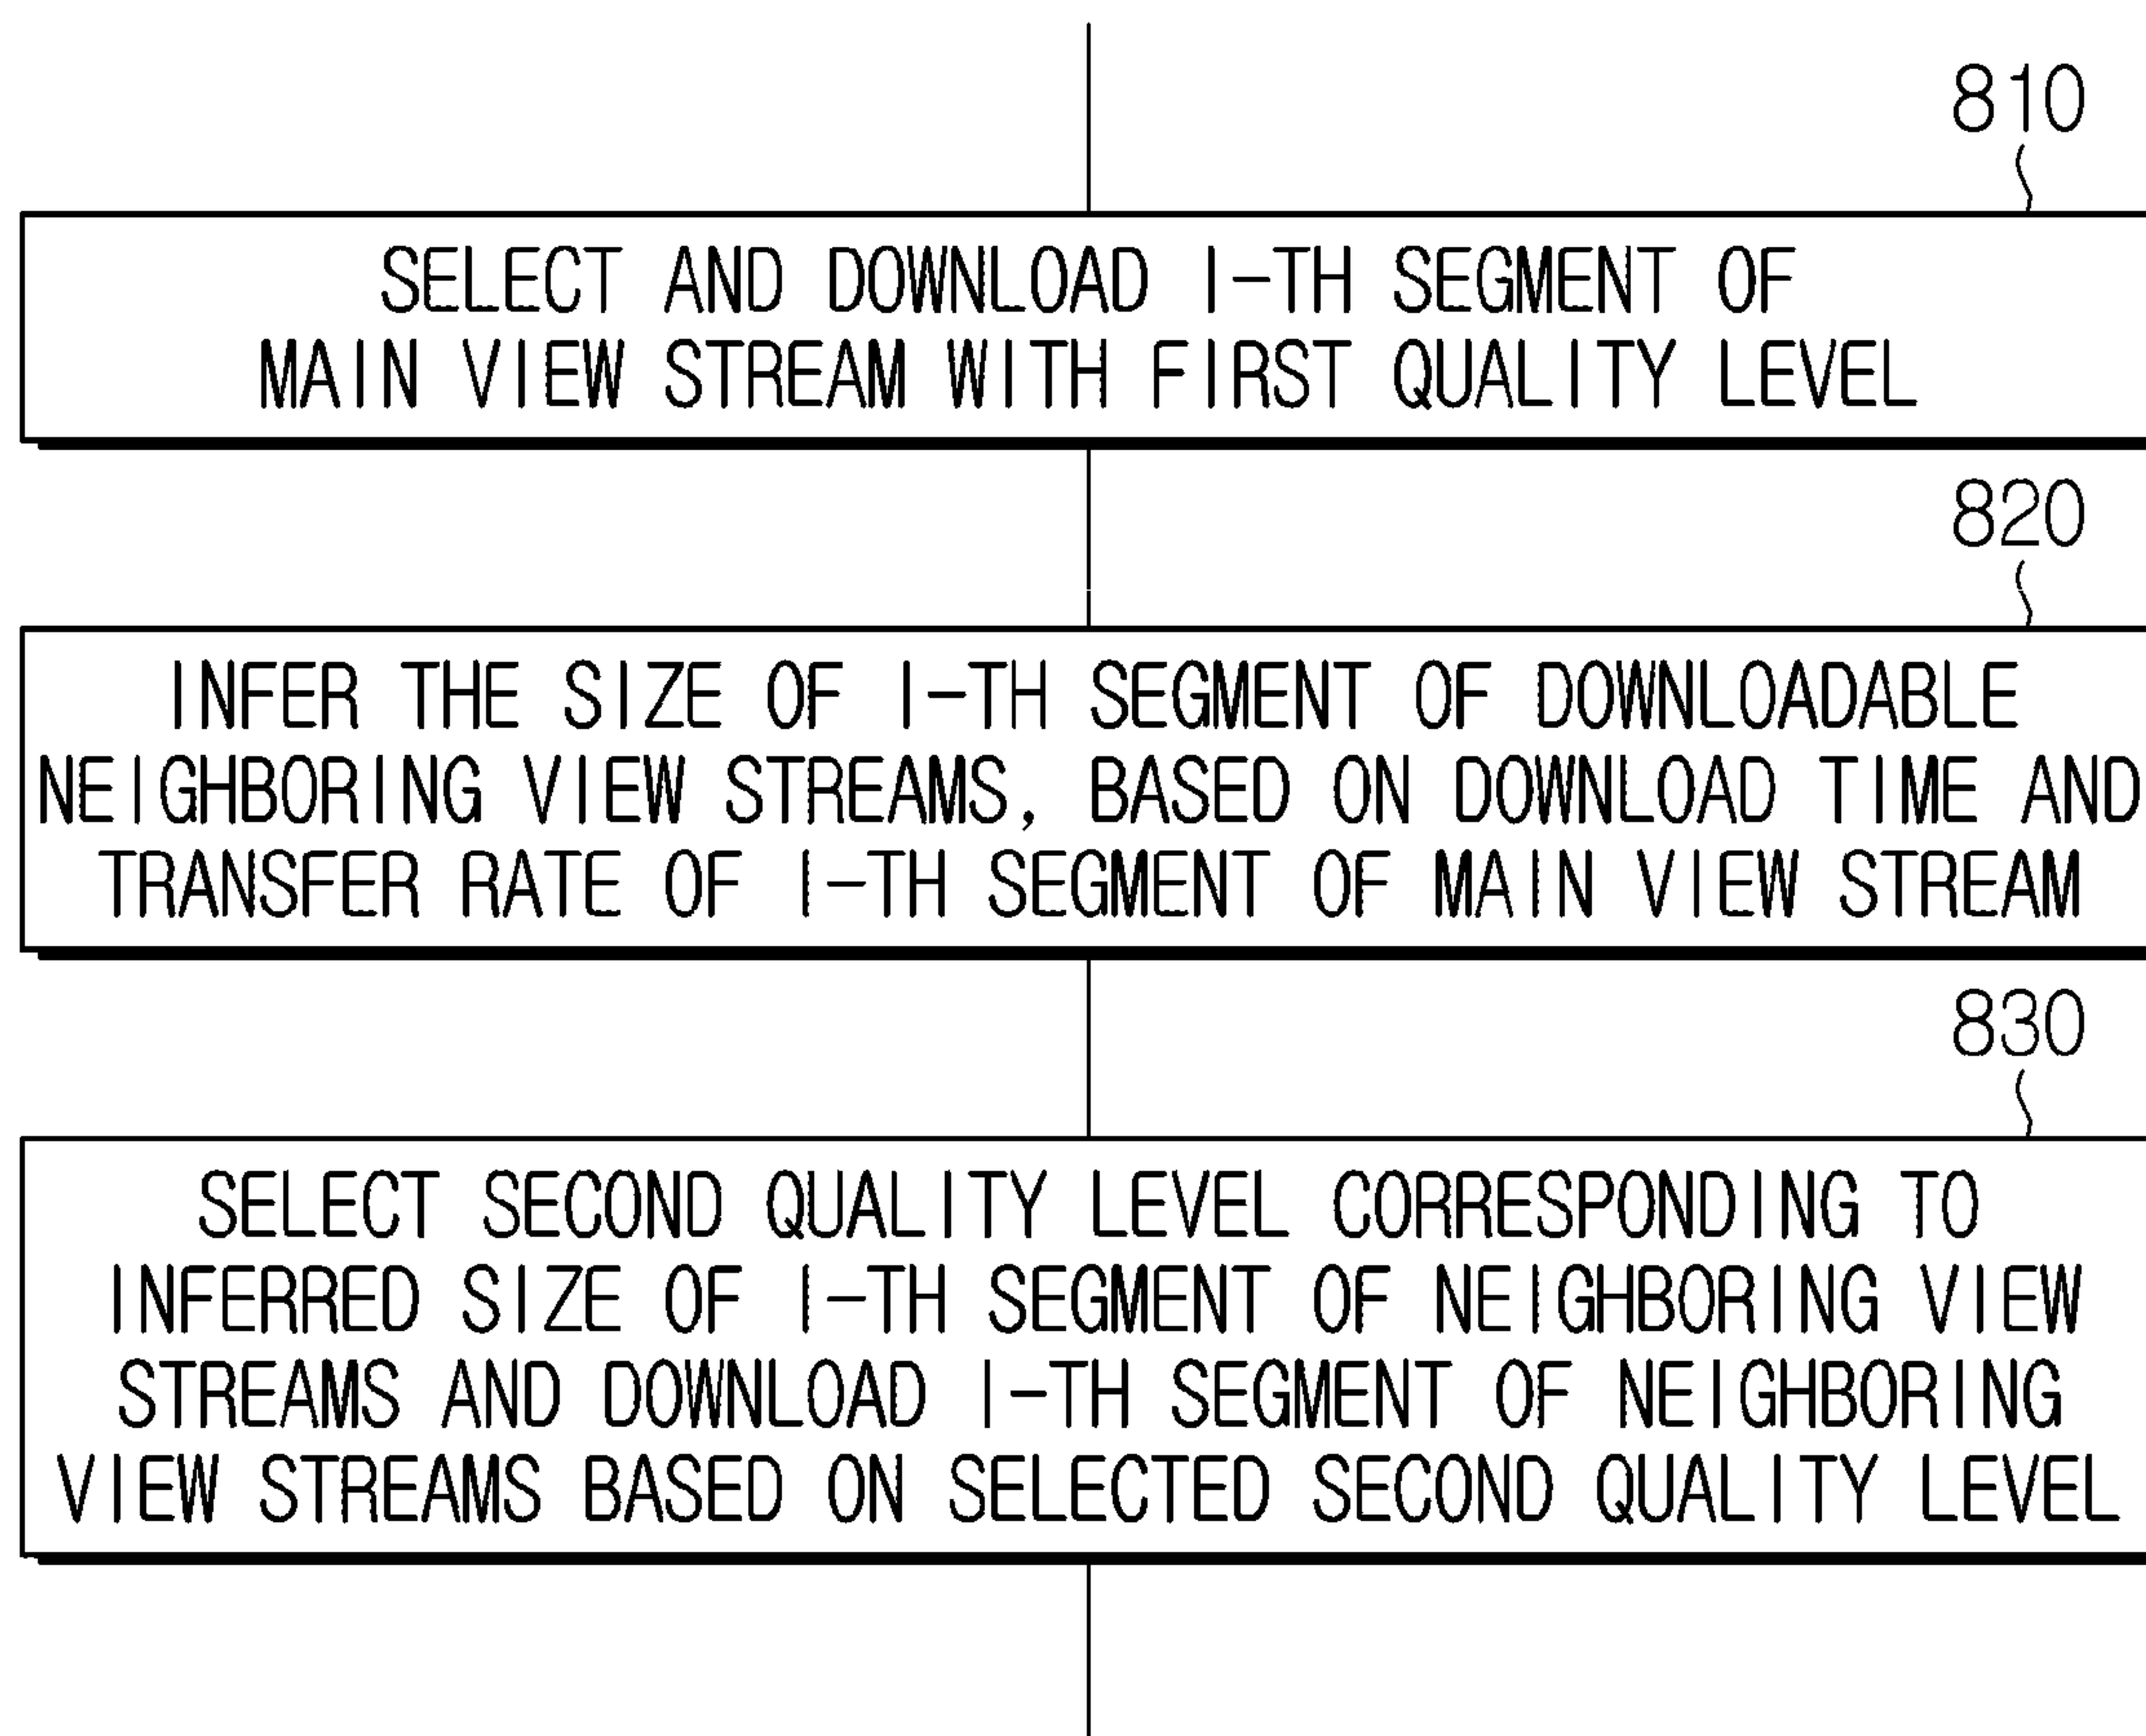 810
SELECT AND DOWNLOAD I-TH SEGMENT OF
MAIN VIEW STREAM WITH FIRST QUALITY LEVEL
820
INFER THE SIZE OF I-TH SEGMENT OF DOWNLOADABLE
NEIGHBORING VIEW STREAMS, BASED ON DOWNLOAD TIME AND
TRANSFER RATE OF I-TH SEGMENT OF MAIN VIEW STREAM
830
SELECT SECOND QUALITY LEVEL CORRESPONDING TO
INFERRED SIZE OF I-TH SEGMENT OF NEIGHBORING VIEW
STREAMS AND DOWNLOAD I-TH SEGMENT OF NEIGHBORING
VIEW STREAMS BASED ON SELECTED SECOND QUALITY LEVEL